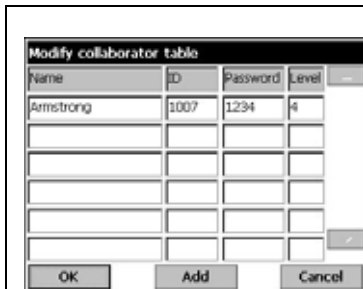 Modify collaborator table
Name ID Password Level
Armstrong 1007 1234 4
OK Add Cancel